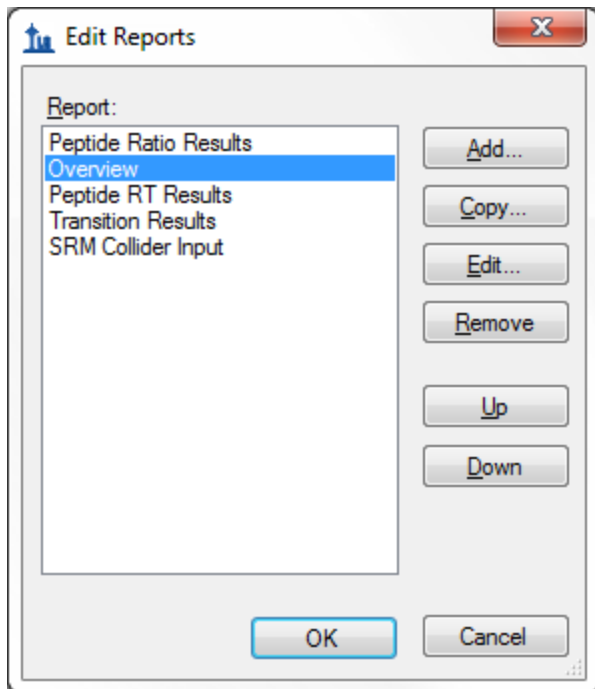 Edit Reports
Report:
Peptide Ratio Results
Overview
Peptide RT Results
Transition Results
SRM Collider Input
Add...
Copy...
Edit...
Remove
Up
Down
OK
Cancel